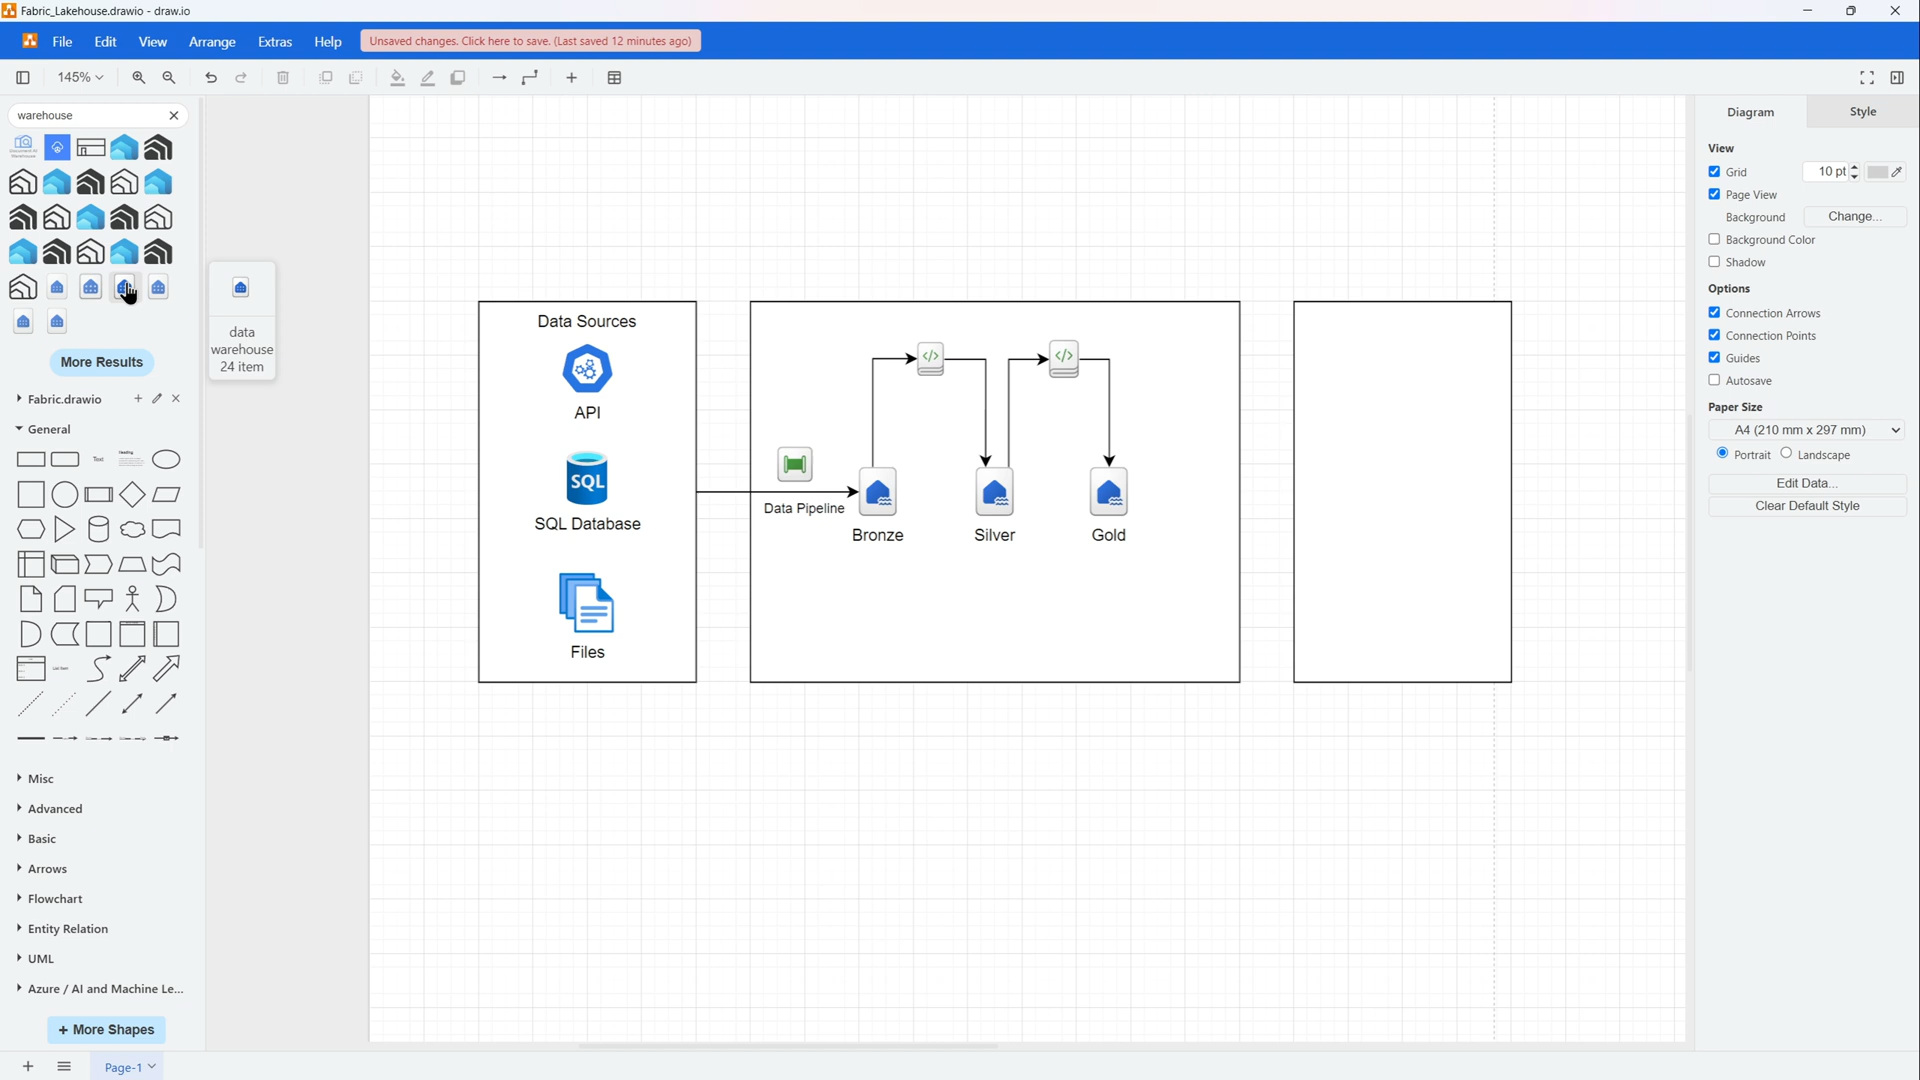 Fabric_Lakehouse.drawio - draw.io
File Edit View Arrange Extras Help Unsaved changes. Click here to save. (Last saved 12 minutes ago)
145%
warehouse
data
warehouse
24 item
More Results
Fabric.drawio
General
Text
Heading
List Item
Misc
Advanced
Basic
Arrows
Flowchart
Entity Relation
UML
Azure / AI and Machine Le...
+ More Shapes
Page-1
Data Sources
API
SQL
SQL Database
Files
Data Pipeline
</>
</>
Bronze
Silver
Gold
Diagram Style
View
Grid 10 pt
Page View
Background Change...
Background Color
Shadow
Options
Connection Arrows
Connection Points
Guides
Autosave
Paper Size
A4 (210 mm x 297 mm)
Portrait Landscape
Edit Data...
Clear Default Style